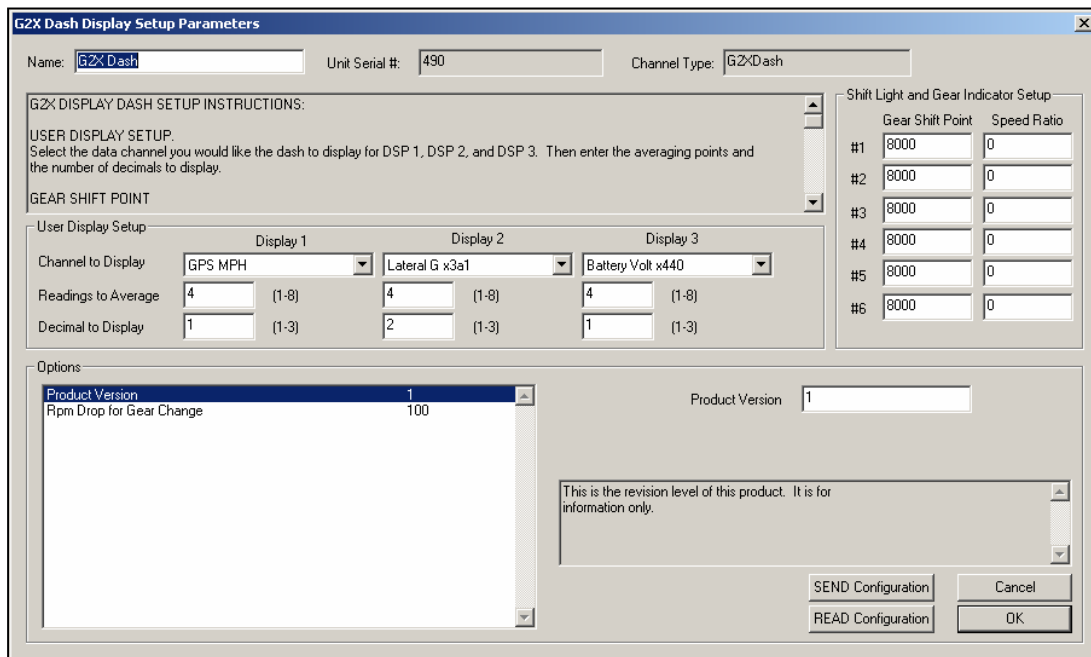 G2X Dash Display Setup Parameters
Name: G2X Dash Unit Serial #: 490 Channel Type: G2XDash
G2X DISPLAY DASH SETUP INSTRUCTIONS:
USER DISPLAY SETUP.
Select the data channel you would like the dash to display for DSP 1, DSP 2, and DSP 3. Then enter the averaging points and
the number of decimals to display.
GEAR SHIFT POINT
Shift Light and Gear Indicator Setup
Gear Shift Point Speed Ratio
#1 8000 0
#2 8000 0
#3 8000 0
#4 8000 0
#5 8000 0
#6 8000 0
User Display Setup
Display 1 Display 2 Display 3
Channel to Display GPS MPH Lateral G x3a1 Battery Volt x440
Readings to Average 4 (1-8) 4 (1-8) 4 (1-8)
Decimal to Display 1 (1-3) 2 (1-3) 1 (1-3)
Options
Product Version 1
Rpm Drop for Gear Change 100
Product Version 1
This is the revision level of this product. It is for
information only.
SEND Configuration Cancel
READ Configuration OK